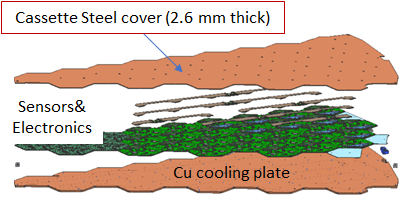 Cassette Steel cover (2.6 mm thick)
Sensors&
Electronics
Cu cooling plate